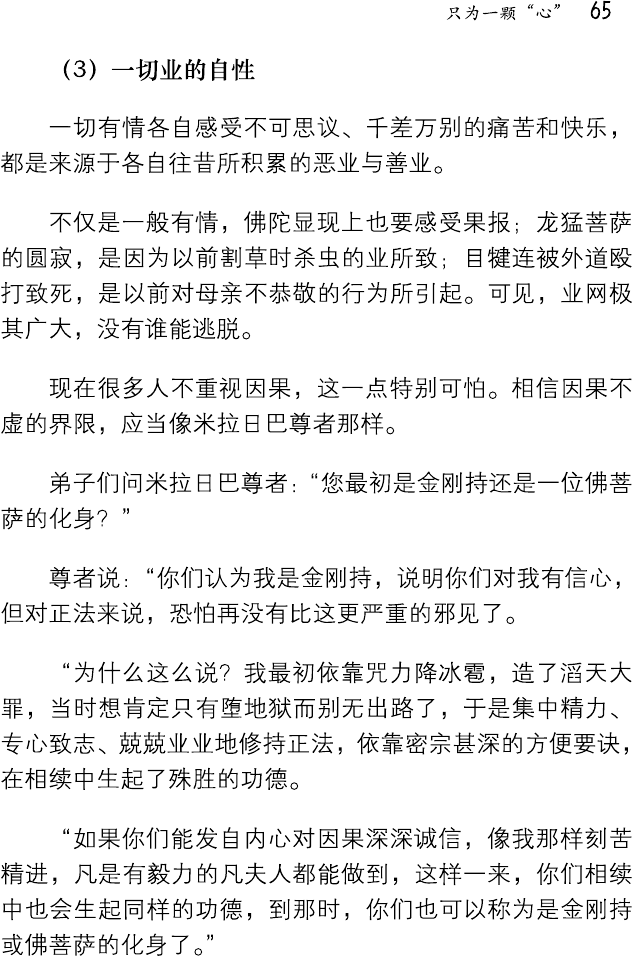 只为一颗“心” 65
（3）一切业的自性
一切有情各自感受不可思议、千差万别的痛苦和快乐，
都是来源于各自往昔所积累的恶业与善业。
不仅是一般有情，佛陀显现上也要感受果报；龙猛菩萨
的圆寂，是因为以前割草时杀虫的业所致；目犍连被外道殴
打致死，是以前对母亲不恭敬的行为所引起。可见，业网极
其广大，没有谁能逃脱。
现在很多人不重视因果，这一点特别可怕。相信因果不
虚的界限，应当像米拉日巴尊者那样。
弟子们问米拉日巴尊者：“您最初是金刚持还是一位佛菩
萨的化身？”
尊者说：“你们认为我是金刚持，说明你们对我有信心，
但对正法来说，恐怕再没有比这更严重的邪见了。
“为什么这么说？我最初依靠咒力降冰雹，造了滔天大
罪，当时想肯定只有堕地狱而别无出路了，于是集中精力、
专心致志、兢兢业业地修持正法，依靠密宗甚深的方便要诀，
在相续中生起了殊胜的功德。
“如果你们能发自内心对因果深深诚信，像我那样刻苦
精进，凡是有毅力的凡夫人都能做到，这样一来，你们相续
中也会生起同样的功德，到那时，你们也可以称为是金刚持
或佛菩萨的化身了。”